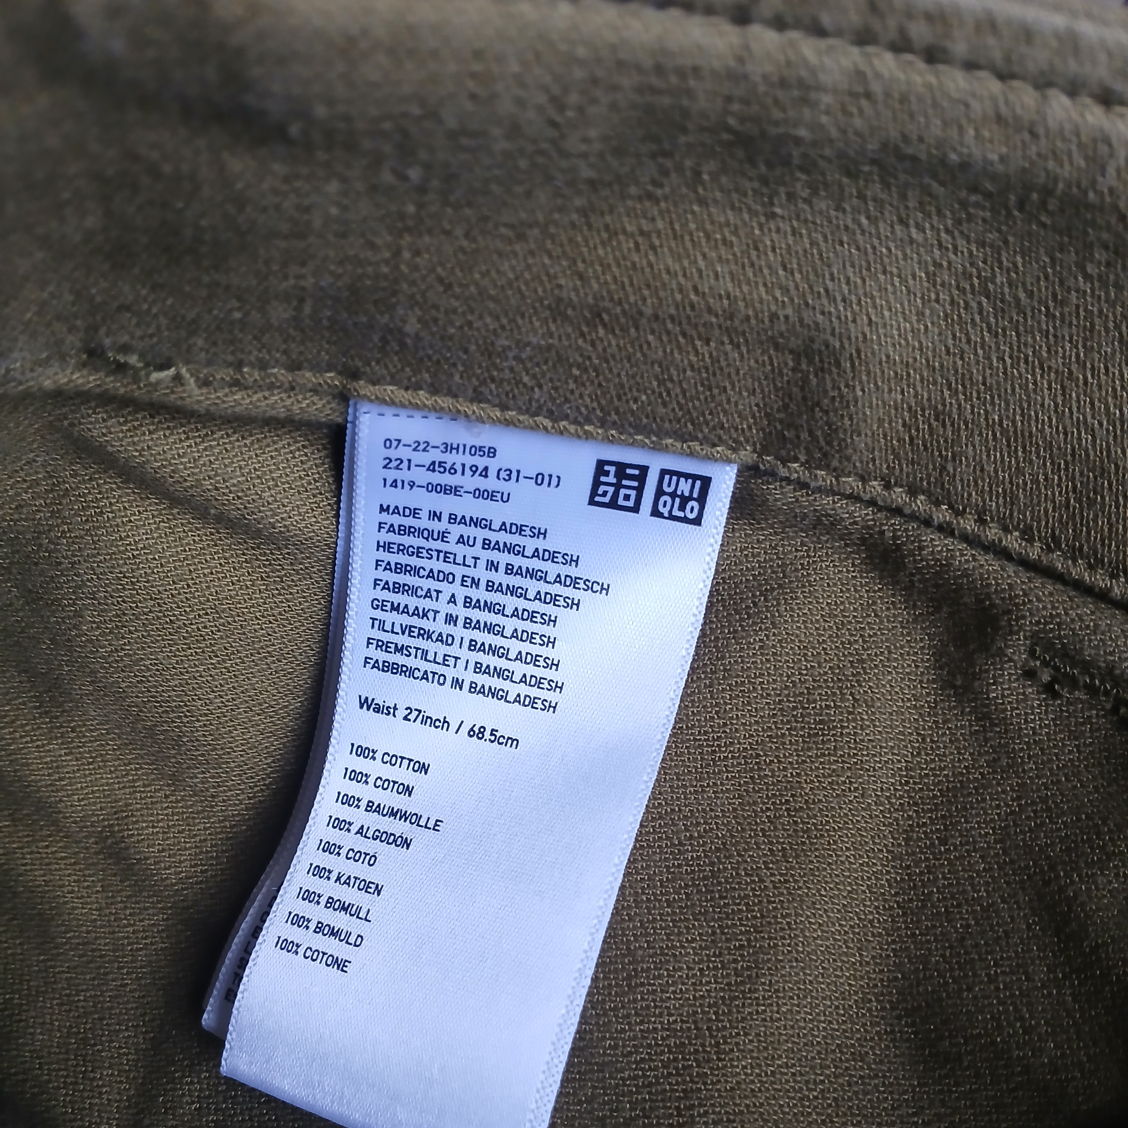 07-22-3H105B
221-456194 (31-01)
1419-00BE-00EU
ユニ
クロ
UNI
QLO
MADE IN BANGLADESH
FABRIQUÉ AU BANGLADESH
HERGESTELLT IN BANGLADESCH
FABRICADO EN BANGLADESH
FABRICAT A BANGLADESH
GEMAAKT IN BANGLADESH
TILLVERKAD I BANGLADESH
FREMSTILLET I BANGLADESH
FABBRICATO IN BANGLADESH
Waist 27inch / 68.5cm
100% COTTON
100% COTON
100% BAUMWOLLE
100% ALGODÓN
100% COTÓ
100% KATOEN
100% BOMULL
100% BOMULD
100% COTONE